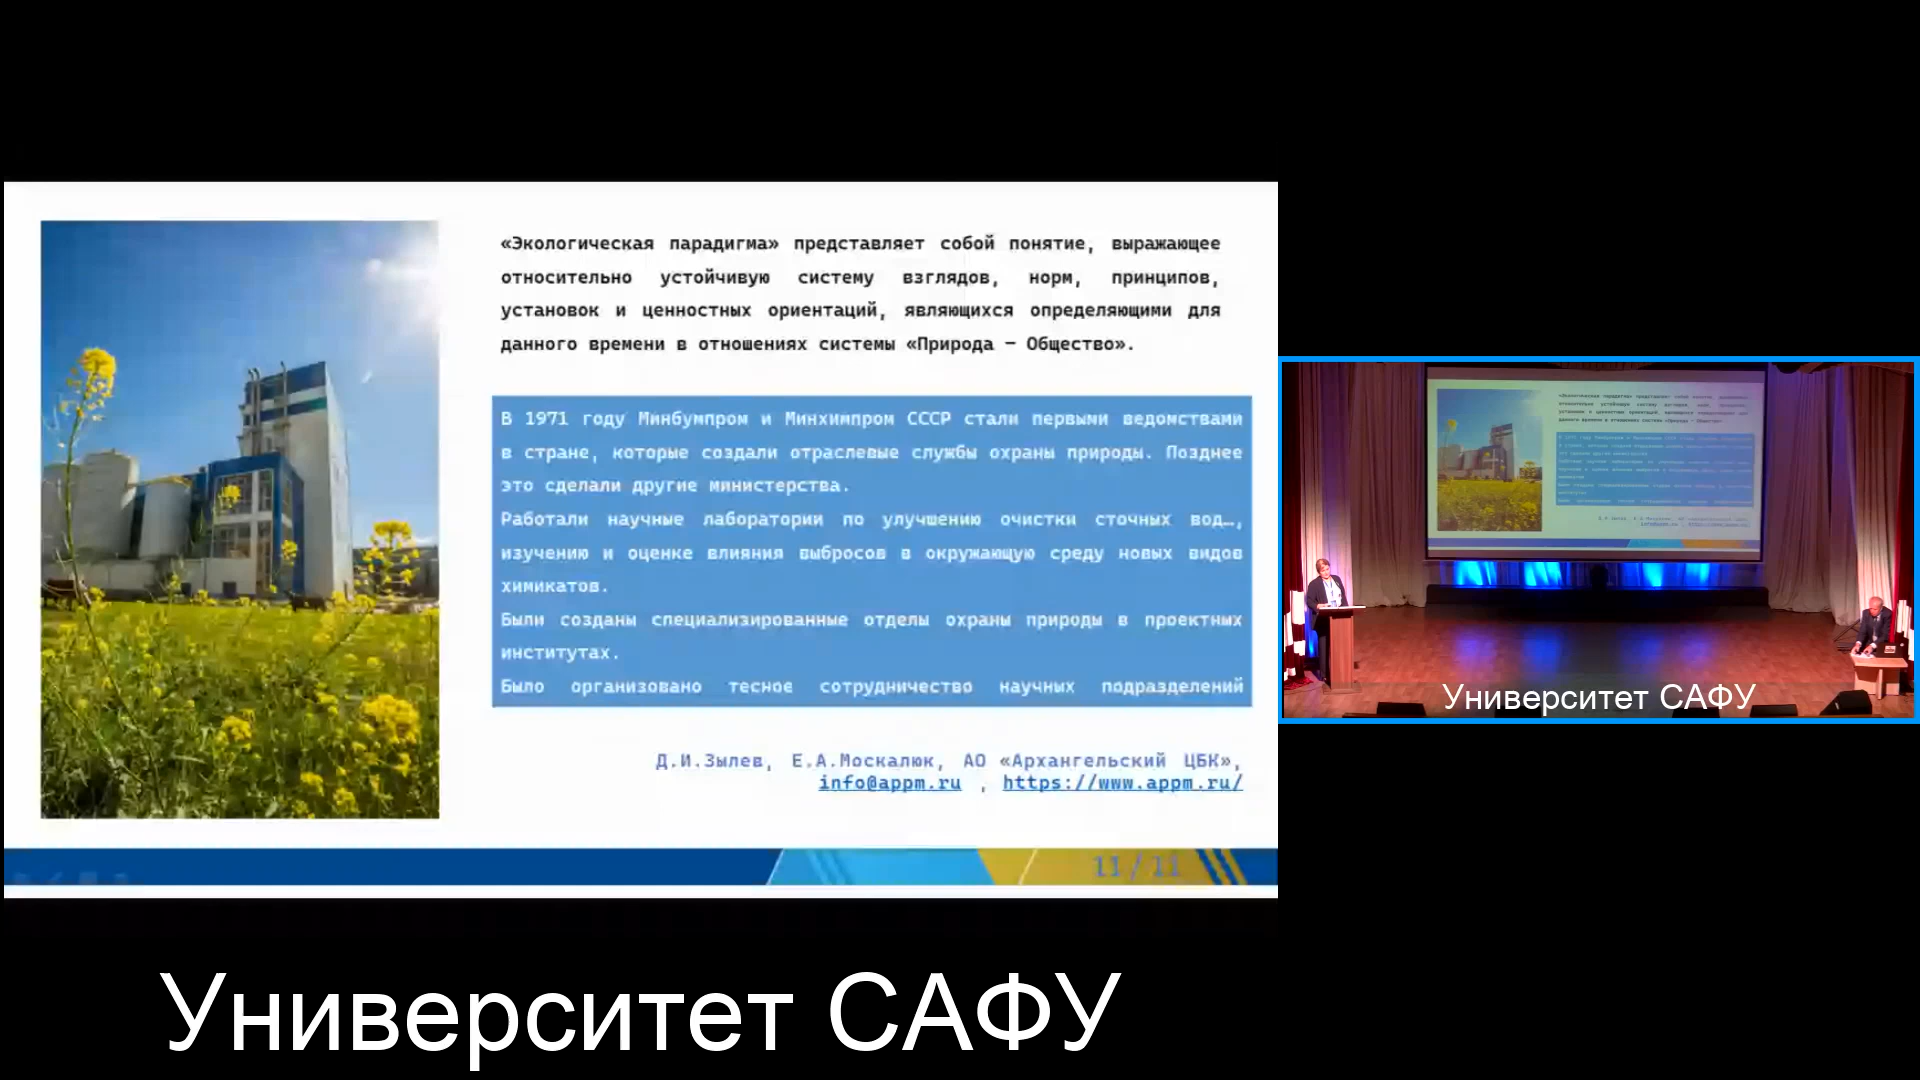 «Экологическая парадигма» представляет собой понятие, выражающее
относительно устойчивую систему взглядов, норм, принципов,
установок и ценностных ориентаций, являющихся определяющими для
данного времени в отношениях системы «Природа – Общество».
В 1971 году Минбумпром и Минхимпром СССР стали первыми ведомствами
в стране, которые создали отраслевые службы охраны природы. Позднее
это сделали другие министерства.
Работали научные лаборатории по улучшению очистки сточных вод…,
изучению и оценке влияния выбросов в окружающую среду новых видов
химикатов.
Были созданы специализированные отделы охраны природы в проектных
институтах.
Было организовано тесное сотрудничество научных подразделений
Д.И.Зылев, Е.А.Москалюк, АО «Архангельский ЦБК»,
info@appm.ru , https://www.appm.ru/
11/11
Университет САФУ
Университет САФУ